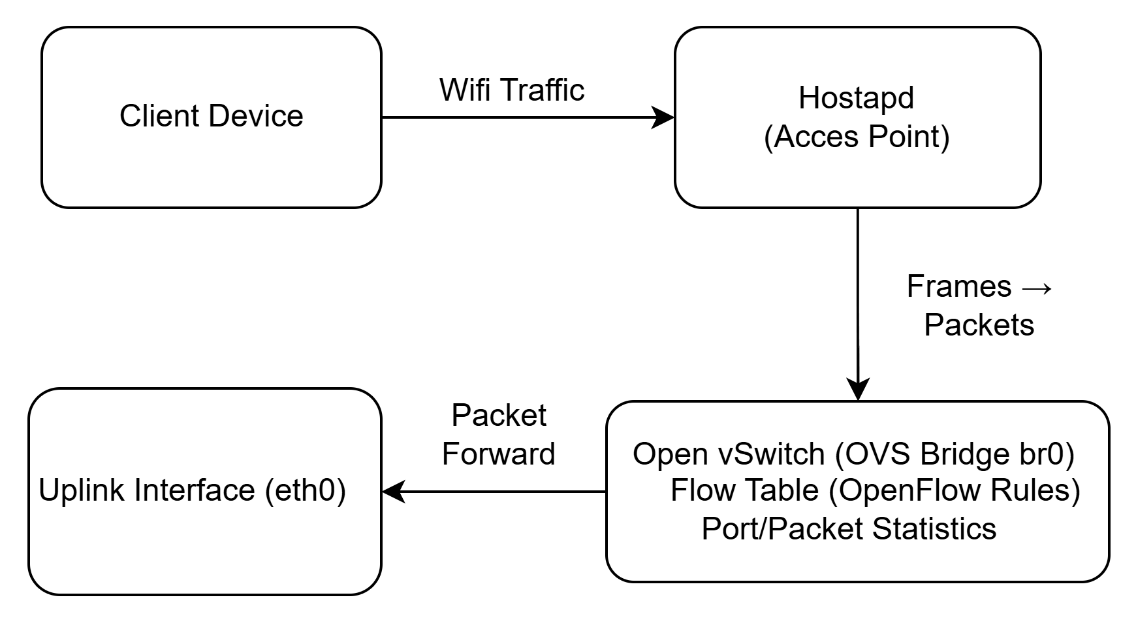 Client Device
Wifi Traffic
Hostapd
(Acces Point)
Frames →
Packets
Open vSwitch (OVS Bridge br0)
Flow Table (OpenFlow Rules)
Port/Packet Statistics
Packet
Forward
Uplink Interface (eth0)